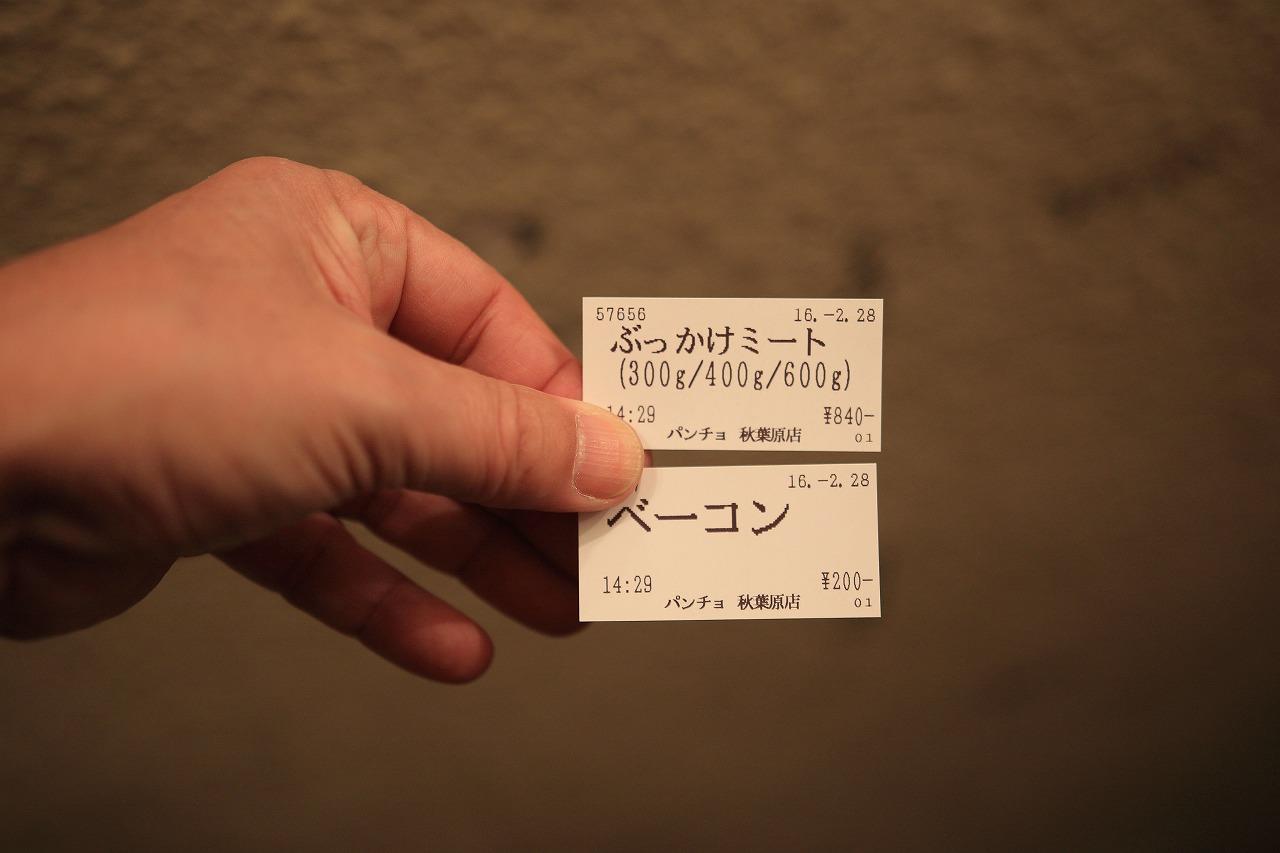 57656 16.-2.28
ぶっかけミート
(300g/400g/600g)
14:29 ¥840-
パンチョ 秋葉原店 01
16.-2.28
ベーコン
14:29 ¥200-
パンチョ 秋葉原店 01